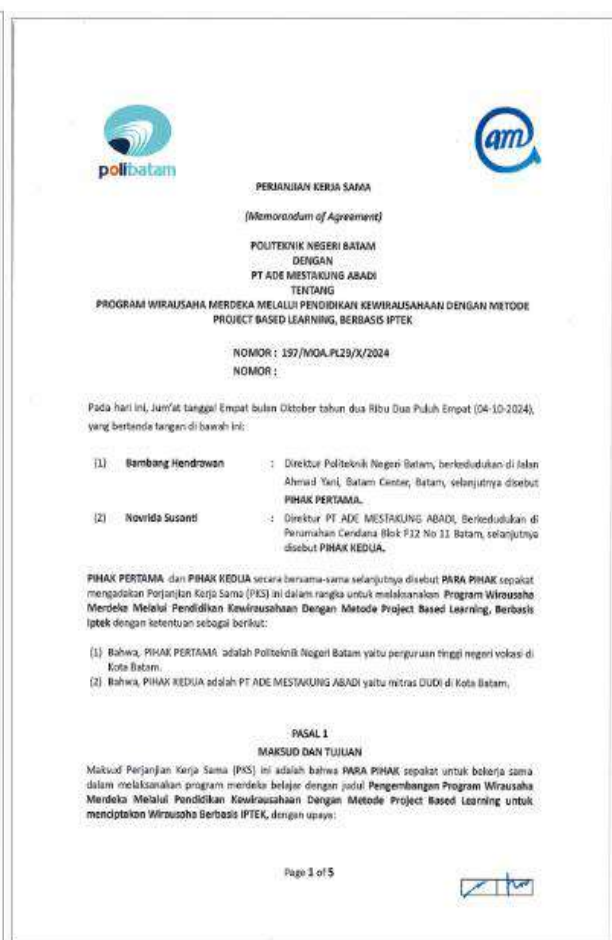 polibatam
am
PERJANJIAN KERJA SAMA
(Memorandum of Agreement)
POLITEKNIK NEGERI BATAM
DENGAN
PT ADE MESTAKUNG ABADI
TENTANG
PROGRAM WIRAUSAHA MERDEKA MELALUI PENDIDIKAN KEWIRAUSAHAAN DENGAN METODE
PROJECT BASED LEARNING, BERBASIS IPTEK
NOMOR : 197/MOA.PL29/X/2024
NOMOR :
Pada hari ini, Jum'at tanggal Empat bulan Oktober tahun dua Ribu Dua Puluh Empat (04-10-2024),
yang bertanda tangan di bawah ini:
(1) Bambang Hendrawan : Direktur Politeknik Negeri Batam, berkedudukan di Jalan
Ahmad Yani, Batam Center, Batam, selanjutnya disebut
PIHAK PERTAMA.
(2) Novrida Susanti : Direktur PT ADE MESTAKUNG ABADI, Berkedudukan di
Perumahan Cendana Blok F12 No 11 Batam, selanjutnya
disebut PIHAK KEDUA.
PIHAK PERTAMA dan PIHAK KEDUA secara bersama-sama selanjutnya disebut PARA PIHAK sepakat
mengadakan Perjanjian Kerja Sama (PKS) ini dalam rangka untuk melaksanakan Program Wirausaha
Merdeka Melalui Pendidikan Kewirausahaan Dengan Metode Project Based Learning, Berbasis
Iptek dengan ketentuan sebagai berikut:
(1) Bahwa, PIHAK PERTAMA adalah Politeknik Negeri Batam yaitu perguruan tinggi negeri vokasi di
Kota Batam.
(2) Bahwa, PIHAK KEDUA adalah PT ADE MESTAKUNG ABADI yaitu mitras DUDI di Kota Batam.
PASAL 1
MAKSUD DAN TUJUAN
Maksud Perjanjian Kerja Sama (PKS) ini adalah bahwa PARA PIHAK sepakat untuk bekerja sama
dalam melaksanakan program merdeka belajar dengan judul Pengembangan Program Wirausaha
Merdeka Melalui Pendidikan Kewirausahaan Dengan Metode Project Based Learning untuk
menciptakan Wirausaha Berbasis IPTEK, dengan upaya:
Page 1 of 5